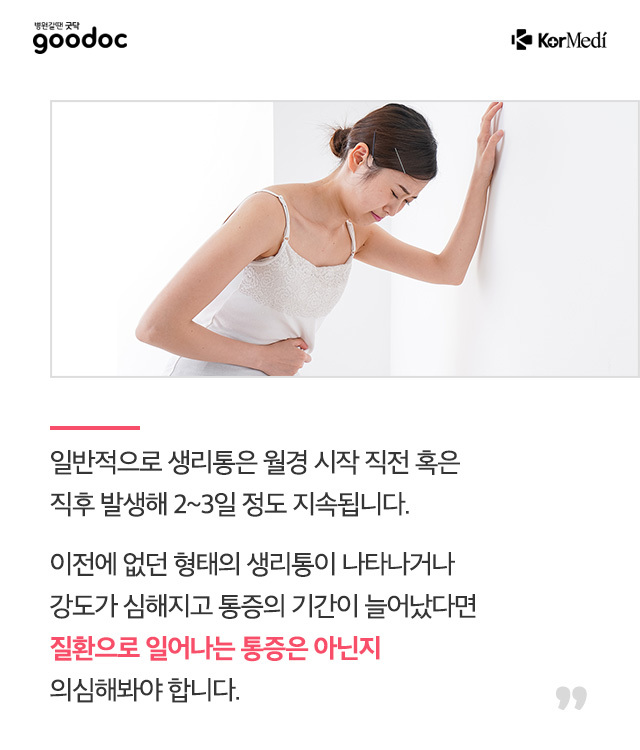 병원갈땐 굿닥
goodoc
KorMedi
일반적으로 생리통은 월경 시작 직전 혹은
직후 발생해 2~3일 정도 지속됩니다.
이전에 없던 형태의 생리통이 나타나거나
강도가 심해지고 통증의 기간이 늘어났다면
질환으로 일어나는 통증은 아닌지
의심해봐야 합니다.
”